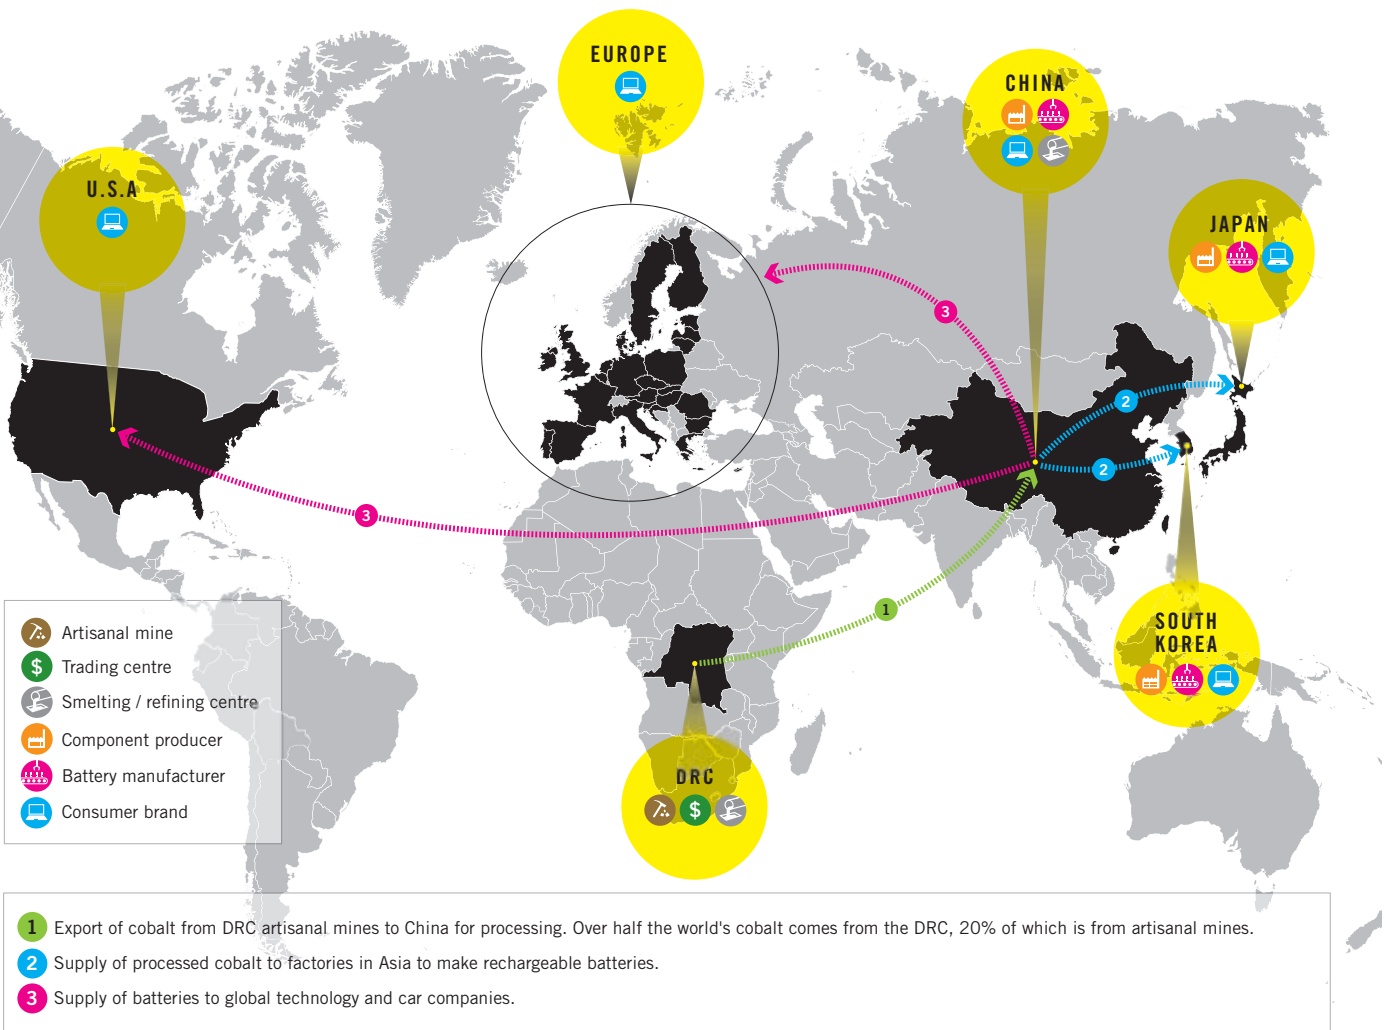 EUROPE
CHINA
U.S.A
JAPAN
3
2
2
3
1
SOUTH
KOREA
DRC
$
Artisanal mine
$ Trading centre
Smelting / refining centre
Component producer
Battery manufacturer
Consumer brand
1 Export of cobalt from DRC artisanal mines to China for processing. Over half the world's cobalt comes from the DRC, 20% of which is from artisanal mines.
2 Supply of processed cobalt to factories in Asia to make rechargeable batteries.
3 Supply of batteries to global technology and car companies.